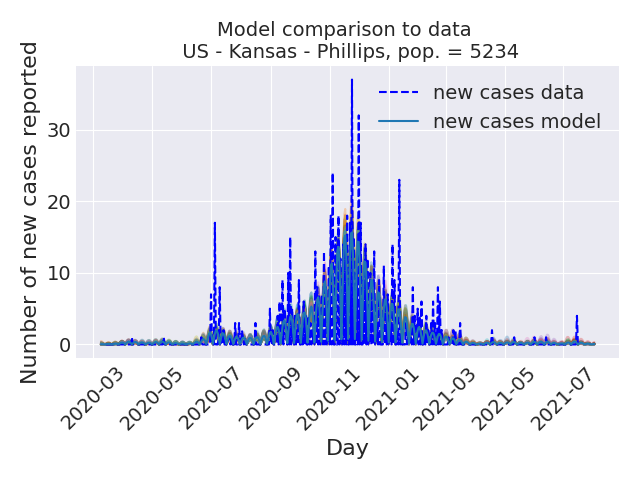 Model comparison to data
US - Kansas - Phillips, pop. = 5234
Number of new cases reported
30
20
10
0
new cases data
new cases model
2020-03
2020-05
2020-07
2020-09
2020-11
2021-01
2021-03
2021-05
2021-07
Day